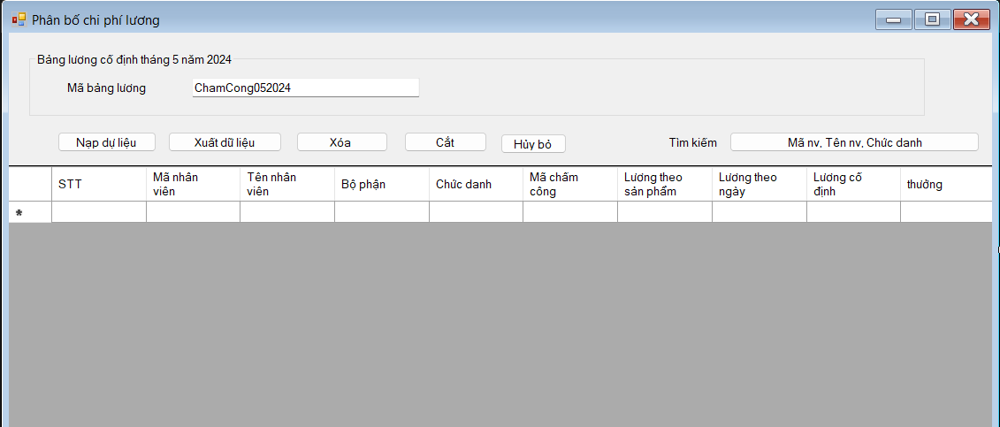 Phân bổ chi phí lương
Bảng lương cố định tháng 5 năm 2024
Mã bảng lương
ChamCong052024
Nạp dự liệu
Xuất dữ liệu
Xóa
Cắt
Hủy bỏ
Tìm kiếm
Mã nv, Tên nv, Chức danh
STT
Mã nhân
viên
Tên nhân
viên
Bộ phận
Chức danh
Mã chấm
công
Lương theo
sản phẩm
Lương theo
ngày
Lương cố
định
thưởng
*